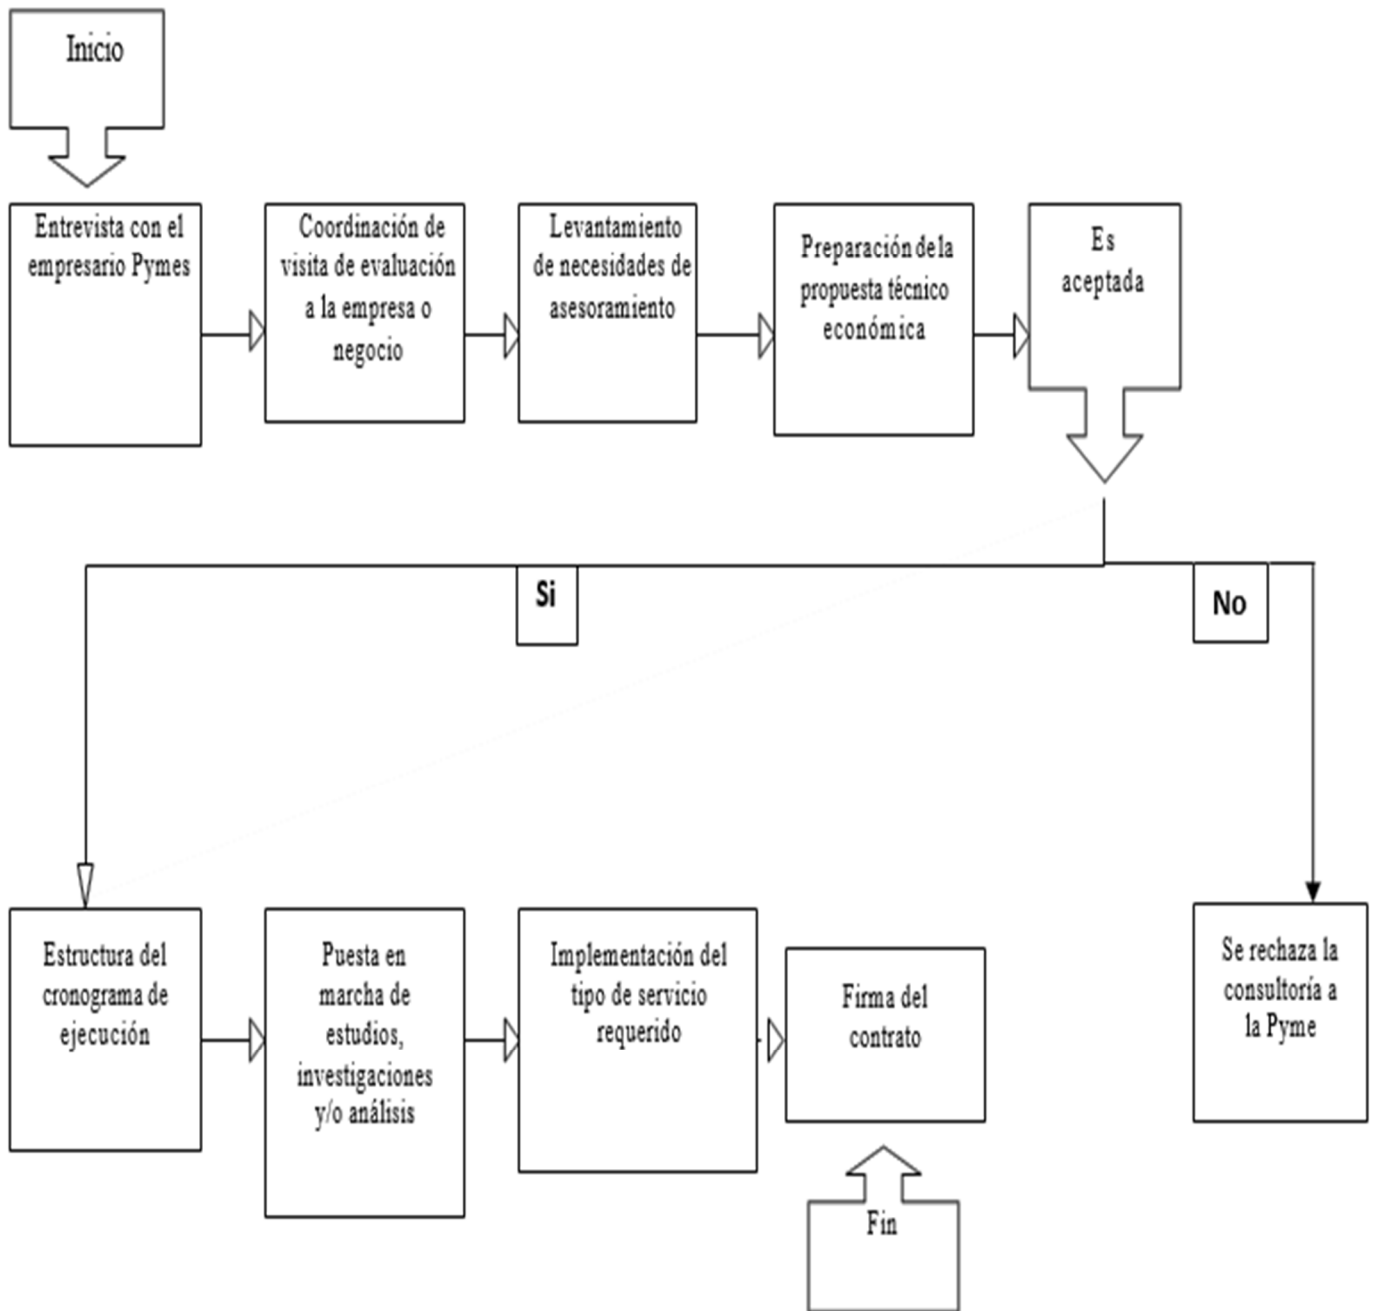 Inicio
Entrevista con el
empresario Pymes
Coordinación de
visita de evaluación
a la empresa o
negocio
Levantamiento
de necesidades de
asesoramiento
Preparación de la
propuesta técnico
económica
Es
aceptada
Si
No
Estructura del
cronograma de
ejecución
Puesta en
marcha de
estudios,
investigaciones
y/o análisis
Implementación del
tipo de servicio
requerido
Firma del
contrato
Se rechaza la
consultoría a
la Pyme
Fin